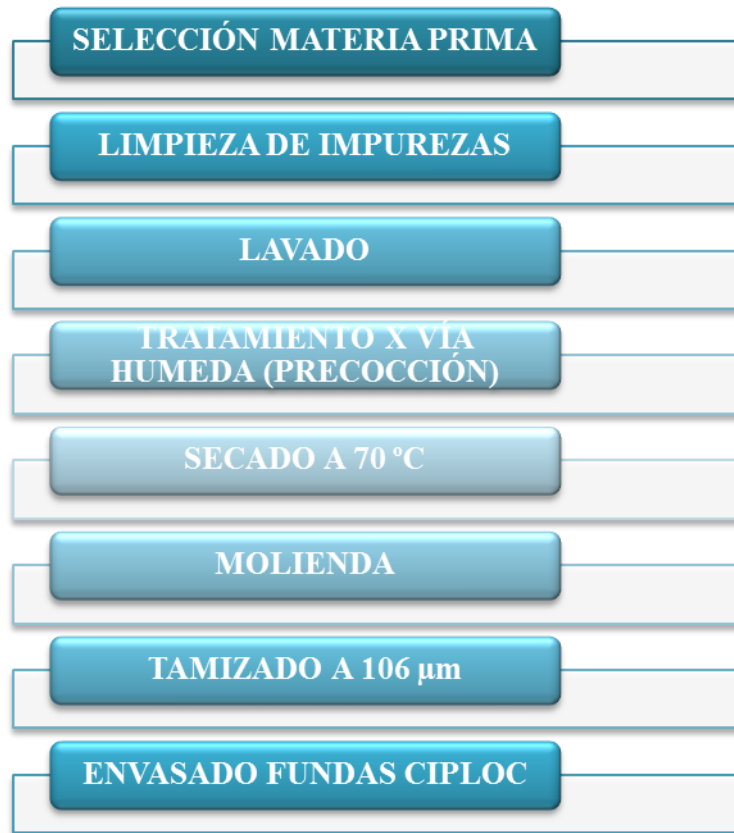 SELECCIÓN MATERIA PRIMA
LIMPIEZA DE IMPUREZAS
LAVADO
TRATAMIENTO X VÍA
HUMEDA (PRECOCCIÓN)
SECADO A 70 ºC
MOLIENDA
TAMIZADO A 106 µm
ENVASADO FUNDAS CIPLOC